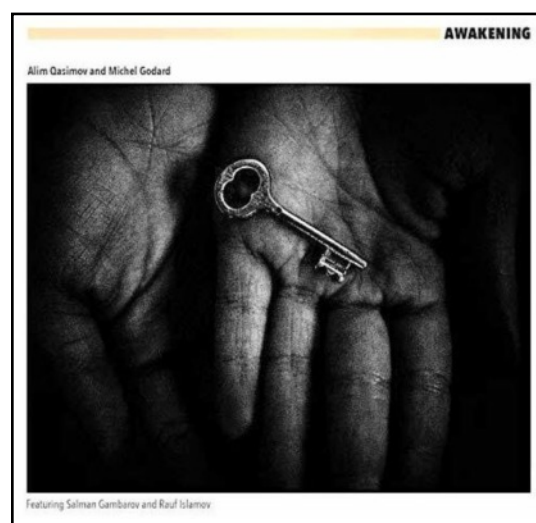 AWAKENING
Alim Qasimov and Michel Godard
Featuring Salman Gambarov and Rauf Islamov